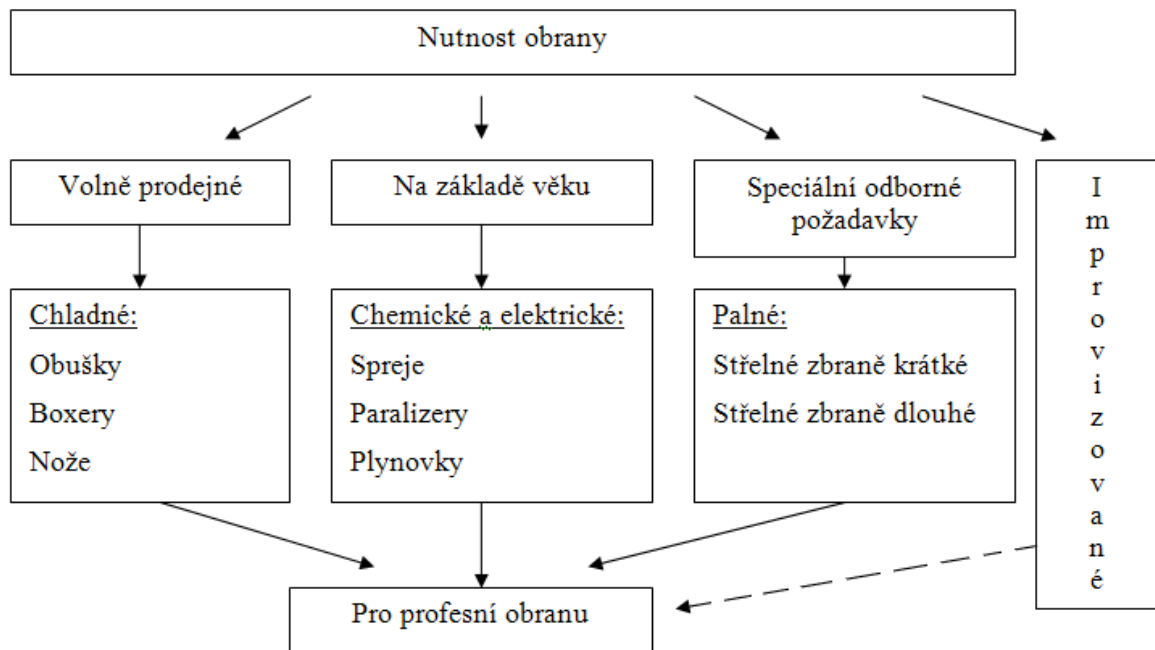 Nutnost obrany
Volně prodejné
Na základě věku
Speciální odborné
požadavky
Improvizované
Chladné:
Obušky
Boxery
Nože
Chemické a elektrické:
Spreje
Paralizery
Plynovky
Palné:
Střelné zbraně krátké
Střelné zbraně dlouhé
Pro profesní obranu